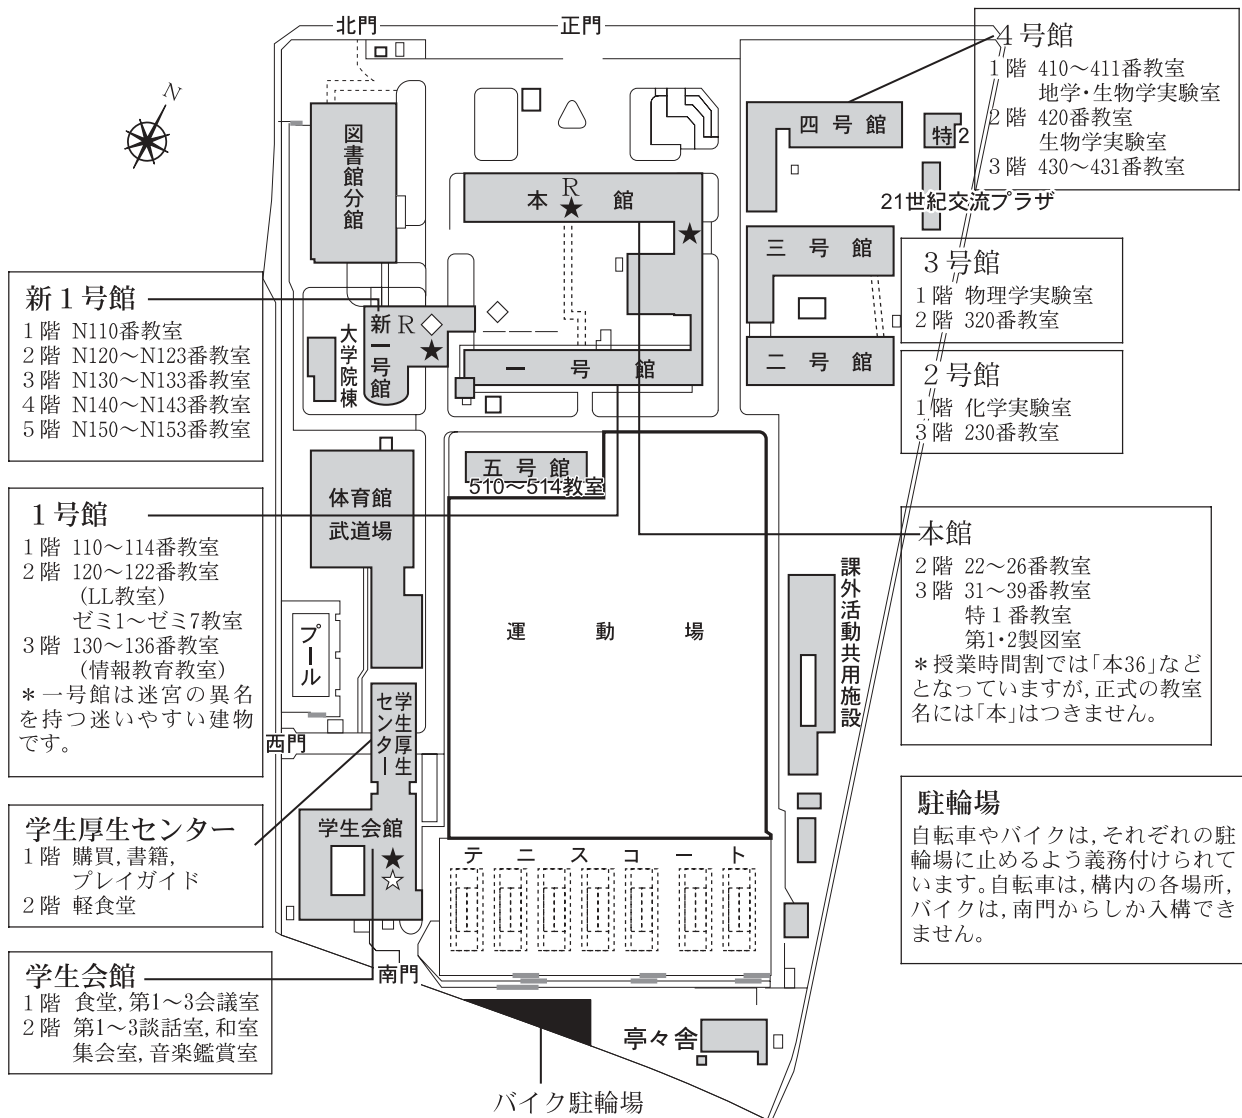 北門
正門
N
4号館
1階 410～411番教室
地学・生物学実験室
2階 420番教室
生物学実験室
3階 430～431番教室
図書館分館
本館
R
四号館
特2
21世紀交流プラザ
三号館
3号館
1階 物理学実験室
2階 320番教室
新1号館
1階 N110番教室
2階 N120～N123番教室
3階 N130～N133番教室
4階 N140～N143番教室
5階 N150～N153番教室
大学院棟
新一号館
R
一号館
二号館
2号館
1階 化学実験室
3階 230番教室
体育館
武道場
五号館
510～514教室
1号館
1階 110～114番教室
2階 120～122番教室
(LL教室)
ゼミ1～ゼミ7教室
3階 130～136番教室
(情報教育教室)
＊一号館は迷宮の異名
を持つ迷いやすい建物
です。
本館
2階 22～26番教室
3階 31～39番教室
特1番教室
第1・2製図室
＊授業時間割では「本36」など
となっていますが,正式の教室
名には「本」はつきません。
プール
運動場
課外活動共用施設
西門
学生厚生
センター
学生厚生センター
1階 購買,書籍,
プレイガイド
2階 軽食堂
学生会館
テニスコート
駐輪場
自転車やバイクは,それぞれの駐
輪場に止めるよう義務付けられて
います。自転車は,構内の各場所,
バイクは,南門からしか入構でき
ません。
学生会館
1階 食堂,第1～3会議室
2階 第1～3談話室,和室
集会室,音楽鑑賞室
南門
亭々舎
バイク駐輪場